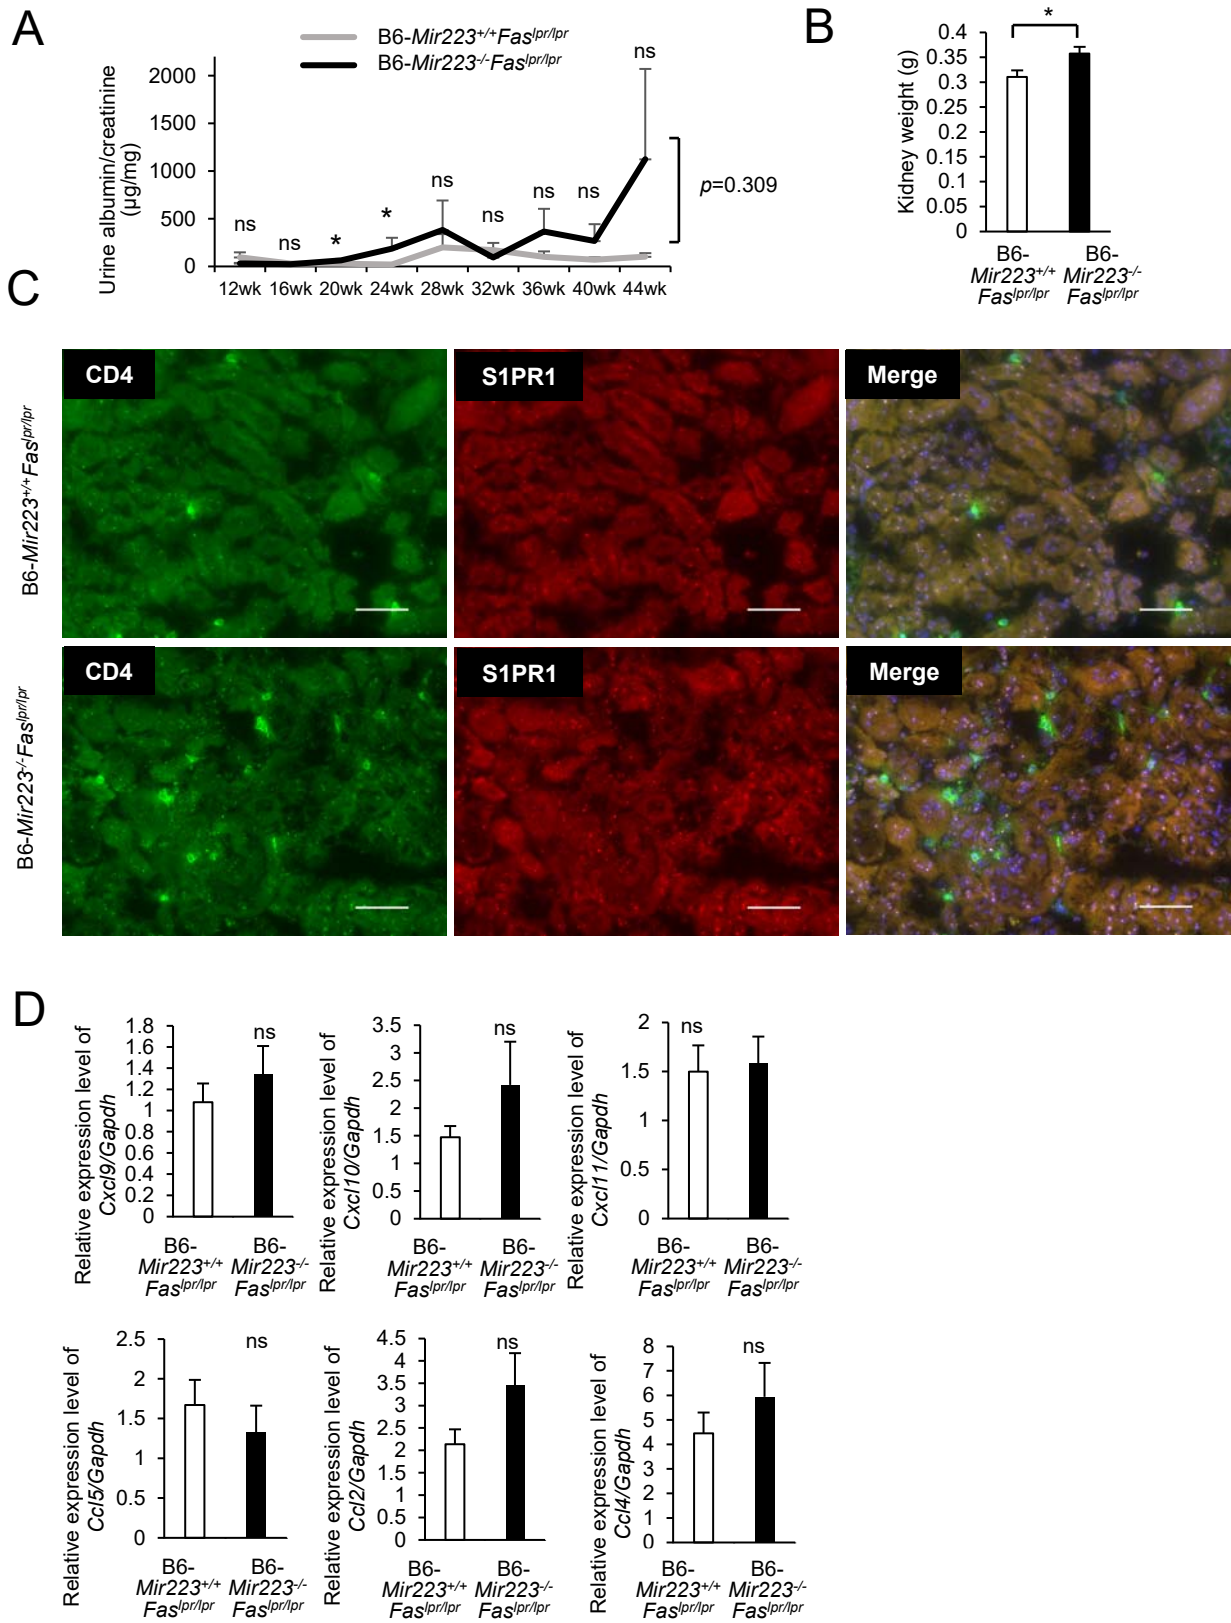 A
B6-Mir223+/+Faslpr/lpr
B6-Mir223-/-Faslpr/lpr
Urine albumin/creatinine
(µg/mg)
2000
1500
1000
500
0
ns
ns
*
*
ns
ns
ns
ns
ns
p=0.309
12wk 16wk 20wk 24wk 28wk 32wk 36wk 40wk 44wk
B
*
Kidney weight (g)
0.4
0.35
0.3
0.25
0.2
0.15
0.1
0.05
0
B6- B6-
Mir223+/+ Mir223-/-
Faslpr/lpr Faslpr/lpr
C
B6-Mir223+/+Faslpr/lpr
CD4
S1PR1
Merge
B6-Mir223-/-Faslpr/lpr
CD4
S1PR1
Merge
D
Relative expression level of
Cxcl9/Gapdh
1.8
1.6
1.4
1.2
1
0.8
0.6
0.4
0.2
0
ns
B6- B6-
Mir223+/+ Mir223-/-
Faslpr/lpr Faslpr/lpr
Relative expression level of
Cxcl10/Gapdh
3.5
3
2.5
2
1.5
1
0.5
0
ns
B6- B6-
Mir223+/+ Mir223-/-
Faslpr/lpr Faslpr/lpr
Relative expression level of
Cxcl11/Gapdh
2
1.5
1
0.5
0
ns
B6- B6-
Mir223+/+ Mir223-/-
Faslpr/lpr Faslpr/lpr
Relative expression level of
Ccl5/Gapdh
2.5
2
1.5
1
0.5
0
ns
B6- B6-
Mir223+/+ Mir223-/-
Faslpr/lpr Faslpr/lpr
Relative expression level of
Ccl2/Gapdh
4.5
4
3.5
3
2.5
2
1.5
1
0.5
0
ns
B6- B6-
Mir223+/+ Mir223-/-
Faslpr/lpr Faslpr/lpr
Relative expression level of
Ccl4/Gapdh
8
7
6
5
4
3
2
1
0
ns
B6- B6-
Mir223+/+ Mir223-/-
Faslpr/lpr Faslpr/lpr